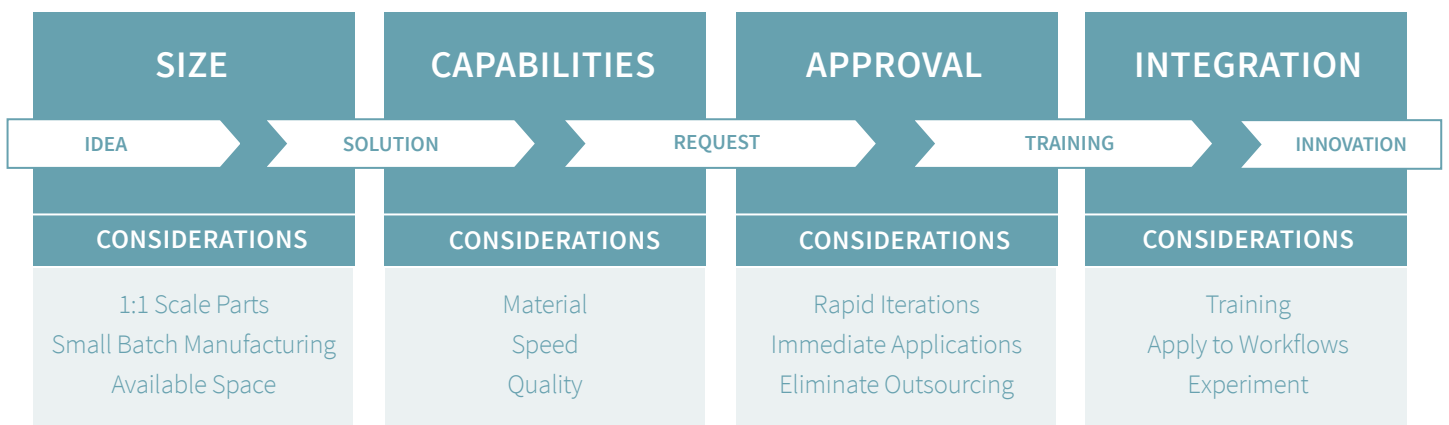 SIZE
CAPABILITIES
APPROVAL
INTEGRATION
IDEA
SOLUTION
REQUEST
TRAINING
INNOVATION
CONSIDERATIONS
CONSIDERATIONS
CONSIDERATIONS
CONSIDERATIONS
1:1 Scale Parts
Small Batch Manufacturing
Available Space
Material
Speed
Quality
Rapid Iterations
Immediate Applications
Eliminate Outsourcing
Training
Apply to Workflows
Experiment